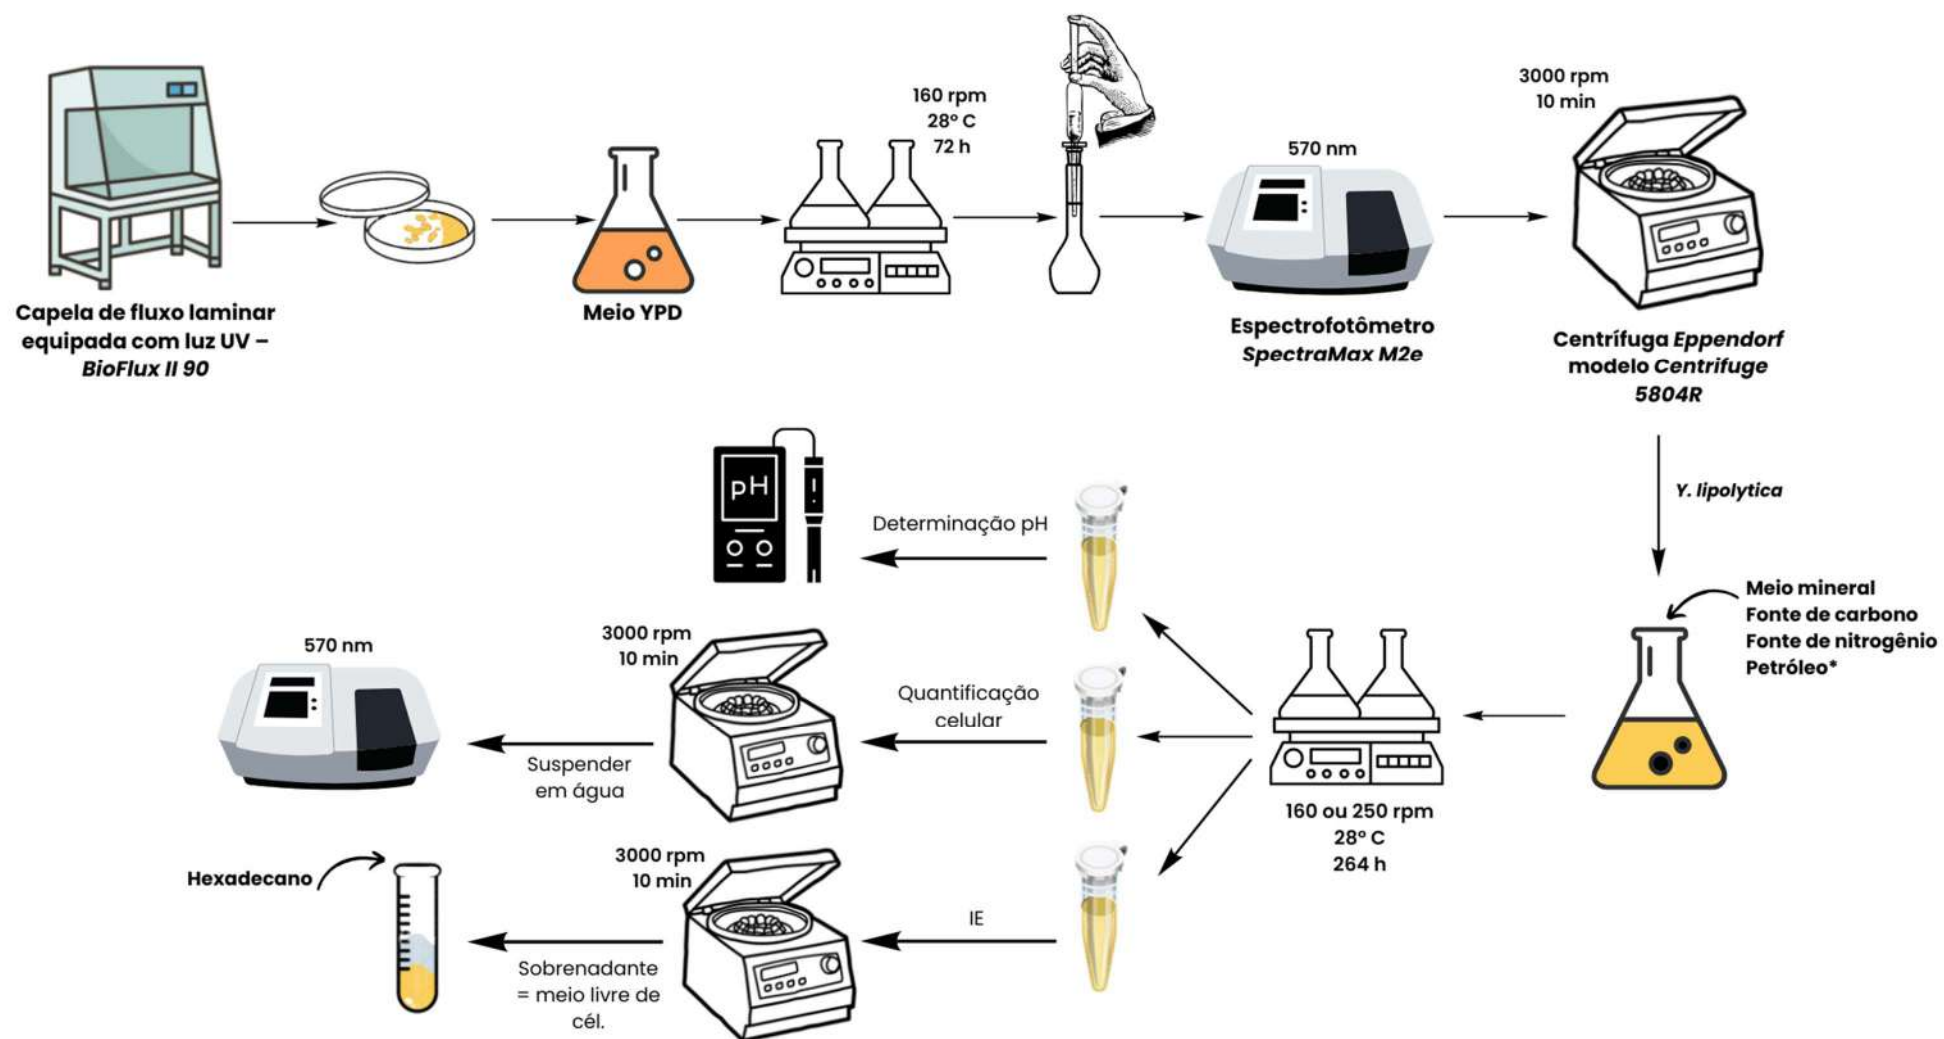 160 rpm
28° C
72 h
570 nm
3000 rpm
10 min
Capela de fluxo laminar
equipada com luz UV –
BioFlux II 90
Meio YPD
Espectrofotômetro
SpectraMax M2e
Centrífuga Eppendorf
modelo Centrifuge
5804R
Y. lipolytica
Meio mineral
Fonte de carbono
Fonte de nitrogênio
Petróleo*
160 ou 250 rpm
28° C
264 h
pH
Determinação pH
570 nm
3000 rpm
10 min
Quantificação
celular
Suspender
em água
Hexadecano
3000 rpm
10 min
IE
Sobrenadante
= meio livre de
cél.